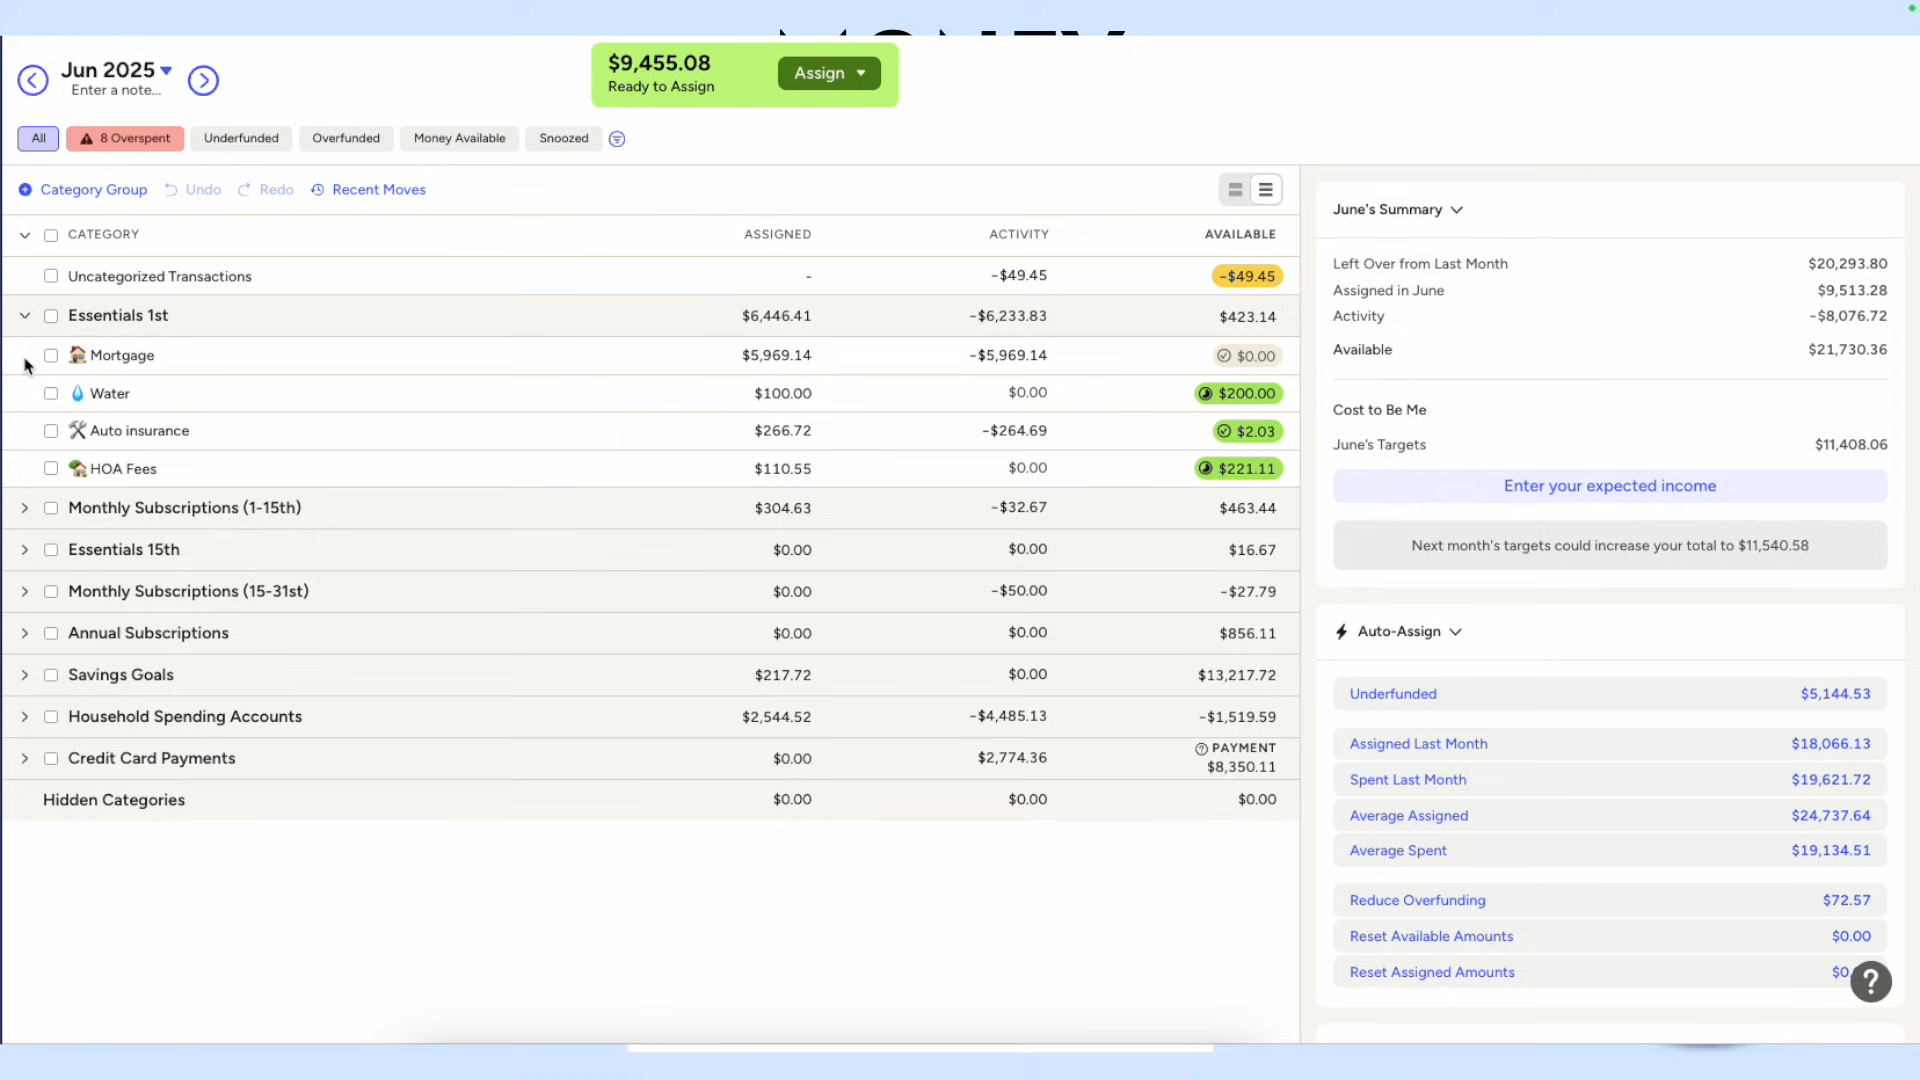 $9,455.08
Jun 2025
Assign
Ready to Assign
Enter a note...
All
8 Overspent
Underfunded
Overfunded
Money Available
Snoozed
Category Group
Undo
Redo
Recent Moves
CATEGORY ASSIGNED ACTIVITY AVAILABLE
Uncategorized Transactions - -$49.45 -$49.45
Essentials 1st $6,446.41 -$6,233.83 $423.14
Mortgage $5,969.14 -$5,969.14 $0.00
Water $100.00 $0.00 $200.00
Auto insurance $266.72 -$264.69 $2.03
HOA Fees $110.55 $0.00 $221.11
Monthly Subscriptions (1-15th) $304.63 -$32.67 $463.44
Essentials 15th $0.00 $0.00 $16.67
Monthly Subscriptions (15-31st) $0.00 -$50.00 -$27.79
Annual Subscriptions $0.00 $0.00 $856.11
Savings Goals $217.72 $0.00 $13,217.72
Household Spending Accounts $2,544.52 -$4,485.13 -$1,519.59
PAYMENT
Credit Card Payments $0.00 $2,774.36 $8,350.11
Hidden Categories $0.00 $0.00 $0.00
June's Summary
Left Over from Last Month $20,293.80
Assigned in June $9,513.28
Activity -$8,076.72
Available $21,730.36
Cost to Be Me
June's Targets $11,408.06
Enter your expected income
Next month's targets could increase your total to $11,540.58
Auto-Assign
Underfunded $5,144.53
Assigned Last Month $18,066.13
Spent Last Month $19,621.72
Average Assigned $24,737.64
Average Spent $19,134.51
Reduce Overfunding $72.57
Reset Available Amounts $0.00
Reset Assigned Amounts $0.
?